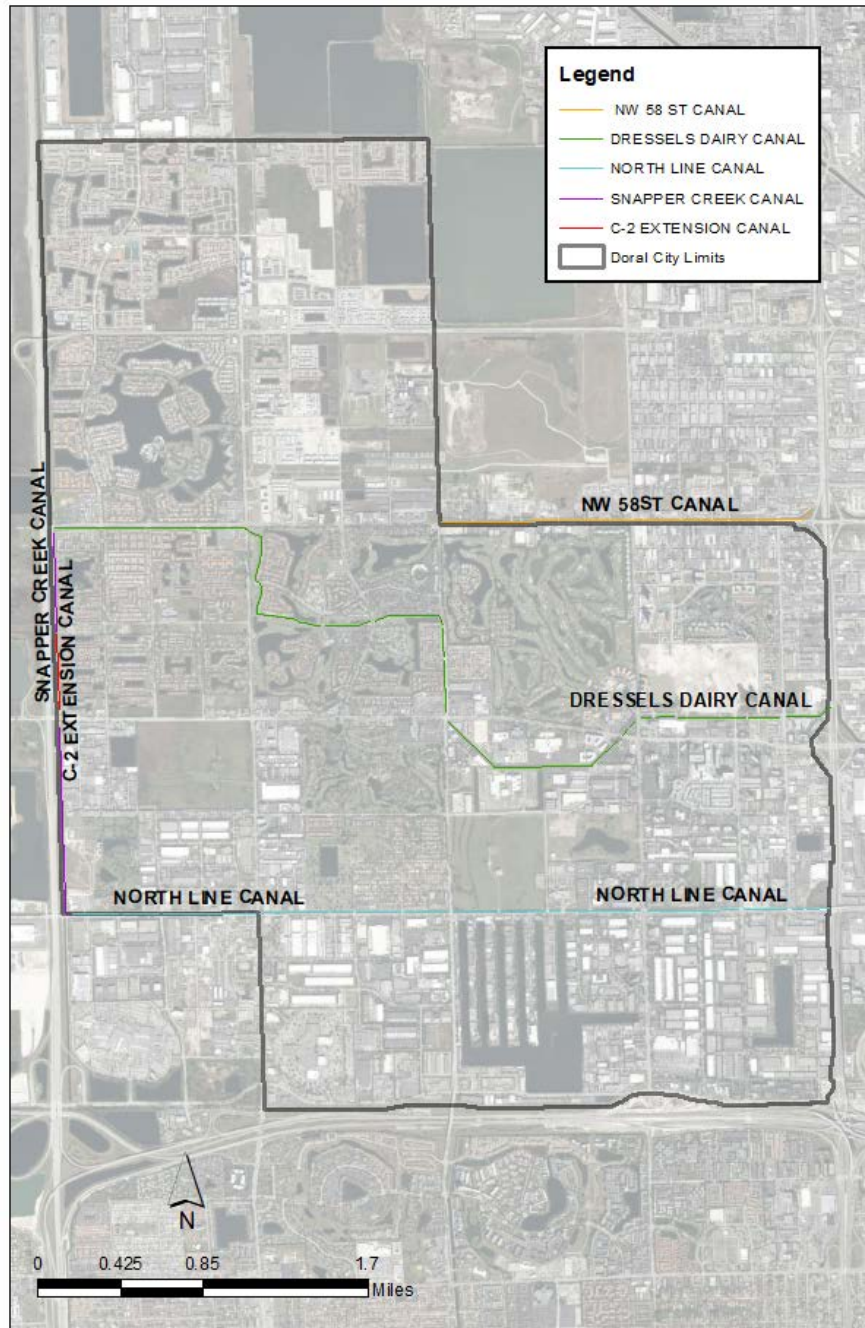 Legend
NW 58 ST CANAL
DRESSELS DAIRY CANAL
NORTH LINE CANAL
SNAPPER CREEK CANAL
C-2 EXTENSION CANAL
Doral City Limits
SNAPPER CREEK CANAL
C-2 EXTENSION CANAL
NW 58ST CANAL
DRESSELS DAIRY CANAL
NORTH LINE CANAL
NORTH LINE CANAL
N
0 0.425 0.85 1.7
Miles